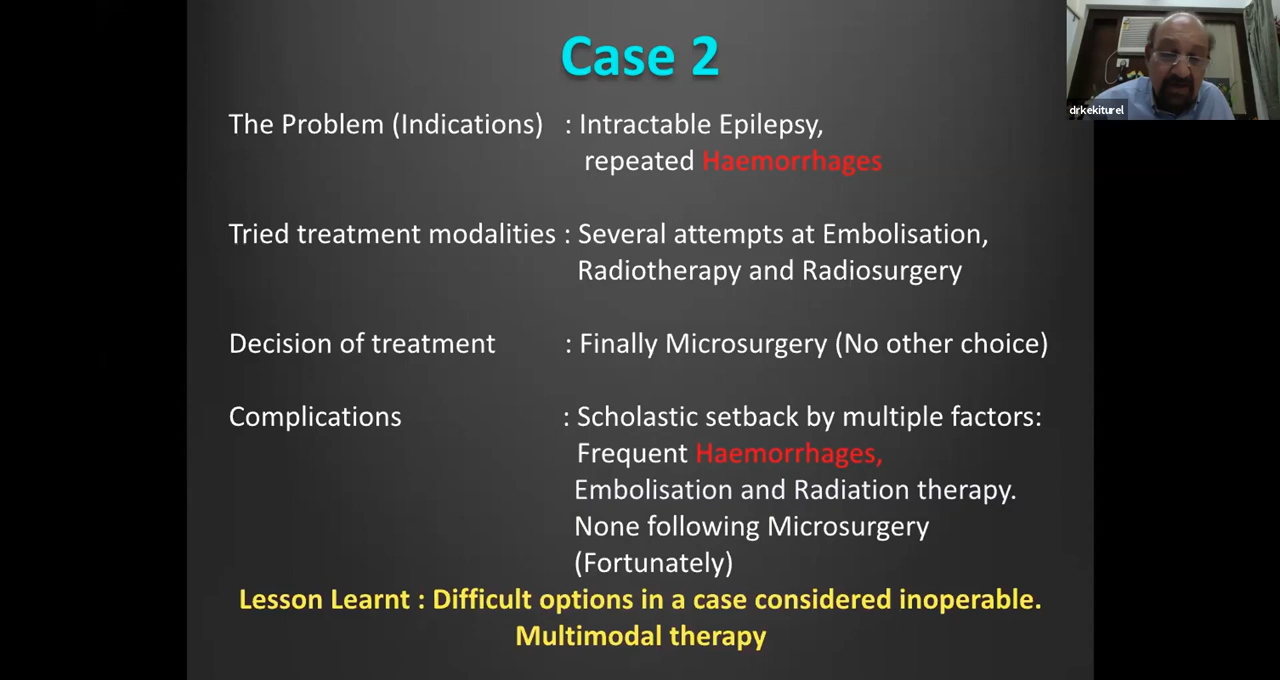 Case 2
drkekiturel
The Problem (Indications) : Intractable Epilepsy,
repeated Haemorrhages
Tried treatment modalities : Several attempts at Embolisation,
Radiotherapy and Radiosurgery
Decision of treatment : Finally Microsurgery (No other choice)
Complications : Scholastic setback by multiple factors:
Frequent Haemorrhages,
Embolisation and Radiation therapy.
None following Microsurgery
(Fortunately)
Lesson Learnt : Difficult options in a case considered inoperable.
Multimodal therapy